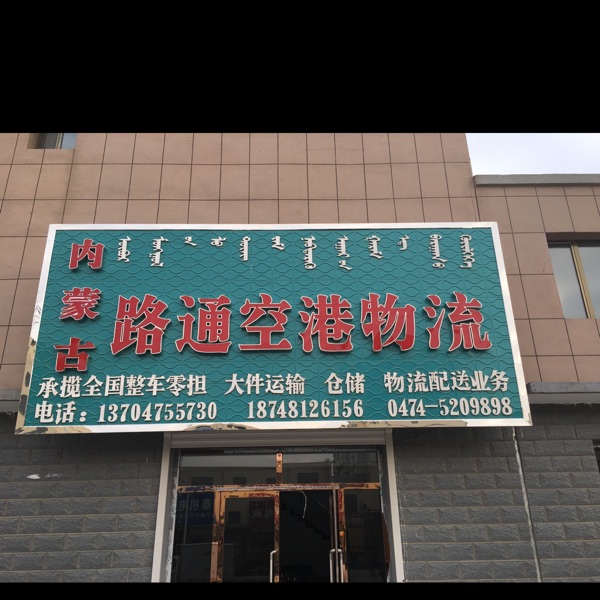 内蒙古
路通空港物流
承揽全国整车零担 大件运输 仓储 物流配送业务
电话：13704755730 18748126156 0474-5209898